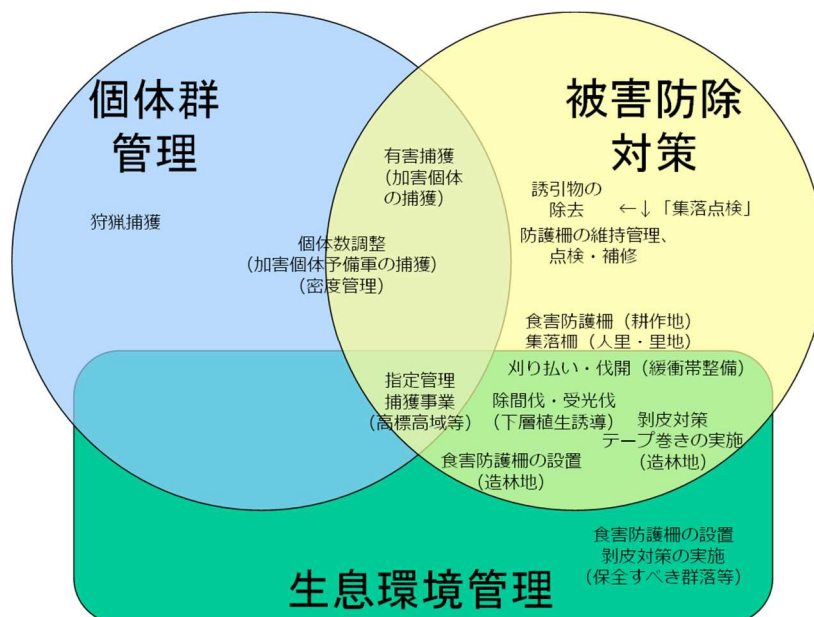 個体群
管理
被害防除
対策
有害捕獲
（加害個体
の捕獲）
狩猟捕獲
誘引物の
除去 ←↓「集落点検」
防護柵の維持管理、
点検・補修
個体数調整
（加害個体予備軍の捕獲）
（密度管理）
食害防護柵（耕作地）
集落柵（人里・里地）
刈り払い・伐開（緩衝帯整備）
指定管理
捕獲事業
（高標高域等）
除間伐・受光伐
（下層植生誘導）
剥皮対策
テープ巻きの実施
（造林地）
食害防護柵の設置
（造林地）
食害防護柵の設置
剥皮対策の実施
（保全すべき群落等）
生息環境管理